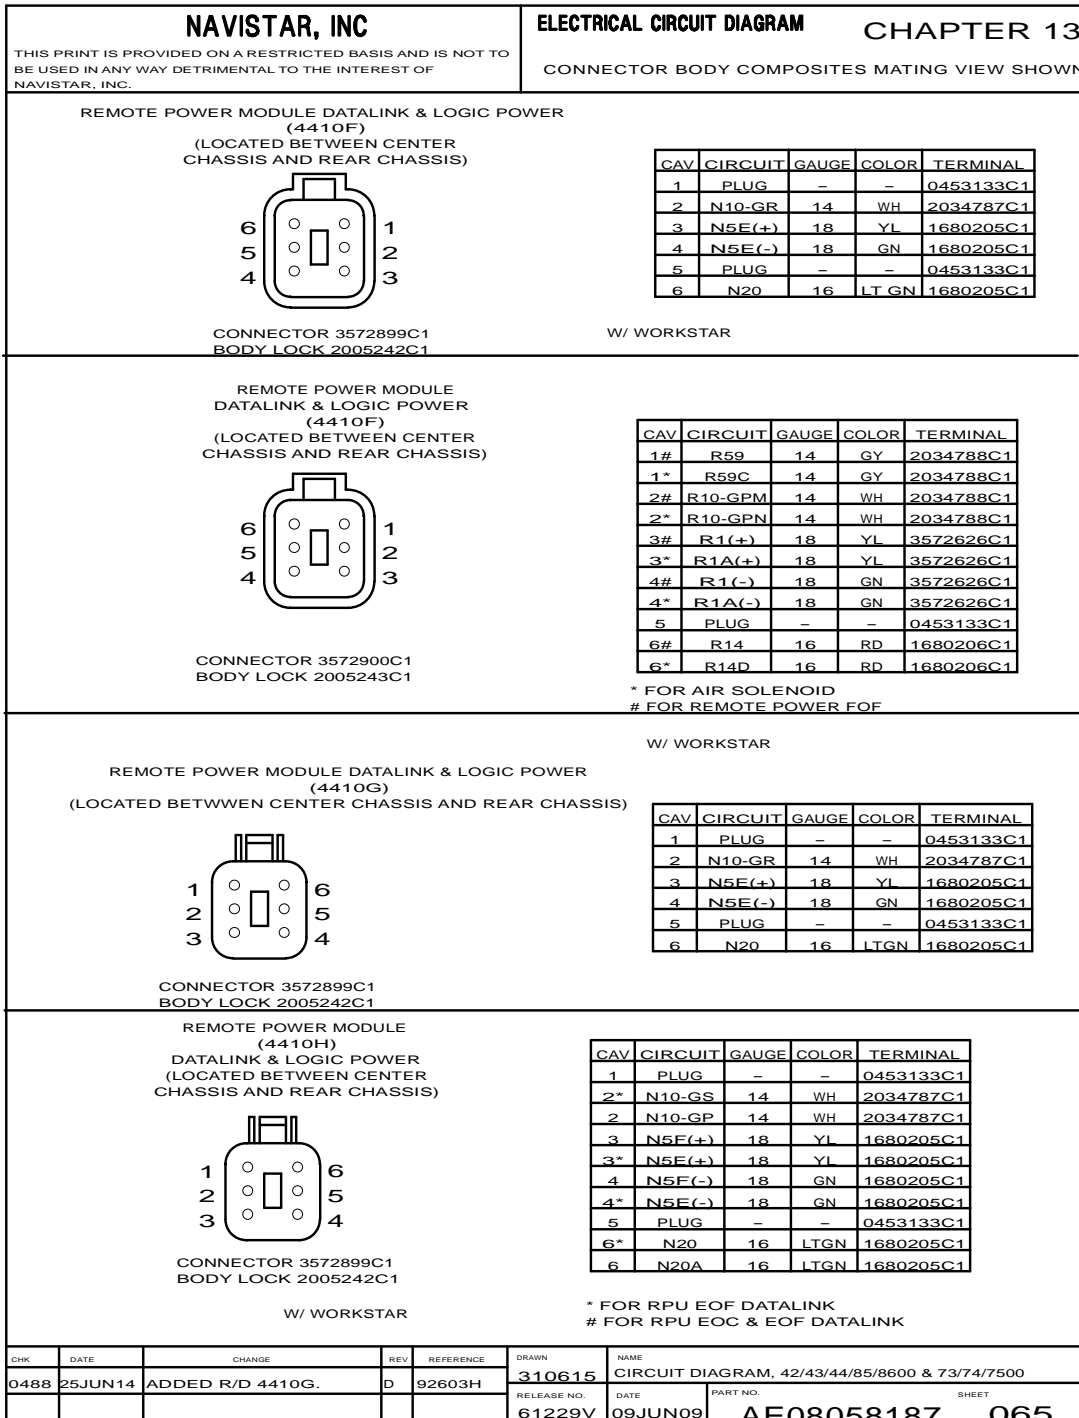 NAVISTAR, INC
THIS PRINT IS PROVIDED ON A RESTRICTED BASIS AND IS NOT TO
BE USED IN ANY WAY DETRIMENTAL TO THE INTEREST OF
NAVISTAR, INC.
ELECTRICAL CIRCUIT DIAGRAM
CHAPTER 13
CONNECTOR BODY COMPOSITES MATING VIEW SHOWN
REMOTE POWER MODULE DATALINK & LOGIC POWER
(4410F)
(LOCATED BETWEEN CENTER
CHASSIS AND REAR CHASSIS)
6 1
5 2
4 3
CONNECTOR 3572899C1
BODY LOCK 2005242C1
CAV CIRCUIT GAUGE COLOR TERMINAL
1 PLUG – – 0453133C1
2 N10-GR 14 WH 2034787C1
3 N5E(+) 18 YL 1680205C1
4 N5E(-) 18 GN 1680205C1
5 PLUG – – 0453133C1
6 N20 16 LT GN 1680205C1
W/ WORKSTAR
REMOTE POWER MODULE
DATALINK & LOGIC POWER
(4410F)
(LOCATED BETWEEN CENTER
CHASSIS AND REAR CHASSIS)
6 1
5 2
4 3
CONNECTOR 3572900C1
BODY LOCK 2005243C1
CAV CIRCUIT GAUGE COLOR TERMINAL
1# R59 14 GY 2034788C1
1* R59C 14 GY 2034788C1
2# R10-GPM 14 WH 2034788C1
2* R10-GPN 14 WH 2034788C1
3# R1(+) 18 YL 3572626C1
3* R1A(+) 18 YL 3572626C1
4# R1(-) 18 GN 3572626C1
4* R1A(-) 18 GN 3572626C1
5 PLUG – – 0453133C1
6# R14 16 RD 1680206C1
6* R14D 16 RD 1680206C1
* FOR AIR SOLENOID
# FOR REMOTE POWER FOF
W/ WORKSTAR
REMOTE POWER MODULE DATALINK & LOGIC POWER
(4410G)
(LOCATED BETWWEN CENTER CHASSIS AND REAR CHASSIS)
1 6
2 5
3 4
CONNECTOR 3572899C1
BODY LOCK 2005242C1
CAV CIRCUIT GAUGE COLOR TERMINAL
1 PLUG – – 0453133C1
2 N10-GR 14 WH 2034787C1
3 N5E(+) 18 YL 1680205C1
4 N5E(-) 18 GN 1680205C1
5 PLUG – – 0453133C1
6 N20 16 LTGN 1680205C1
REMOTE POWER MODULE
(4410H)
DATALINK & LOGIC POWER
(LOCATED BETWEEN CENTER
CHASSIS AND REAR CHASSIS)
1 6
2 5
3 4
CONNECTOR 3572899C1
BODY LOCK 2005242C1
W/ WORKSTAR
CAV CIRCUIT GAUGE COLOR TERMINAL
1 PLUG – – 0453133C1
2* N10-GS 14 WH 2034787C1
2 N10-GP 14 WH 2034787C1
3 N5F(+) 18 YL 1680205C1
3* N5E(+) 18 YL 1680205C1
4 N5F(-) 18 GN 1680205C1
4* N5E(-) 18 GN 1680205C1
5 PLUG – – 0453133C1
6* N20 16 LTGN 1680205C1
6 N20A 16 LTGN 1680205C1
* FOR RPU EOF DATALINK
# FOR RPU EOC & EOF DATALINK
CHK DATE CHANGE REV REFERENCE
0488 25JUN14 ADDED R/D 4410G. D 92603H
DRAWN
310615
NAME
CIRCUIT DIAGRAM, 42/43/44/85/8600 & 73/74/7500
RELEASE NO.
61229V
DATE
09JUN09
PART NO.
AE08058187
SHEET
065